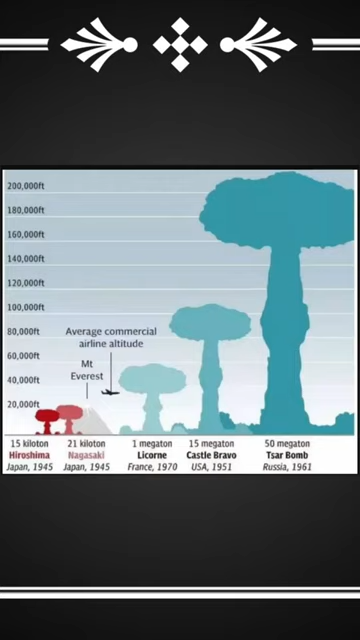 200,000ft
180,000ft
160,000ft
140,000ft
120,000ft
100,000ft
80,000ft
Average commercial
airline altitude
60,000ft
Mt
Everest
40,000ft
20,000ft
15 kiloton
Hiroshima
Japan, 1945
21 kiloton
Nagasaki
Japan, 1945
1 megaton
Licorne
France, 1970
15 megaton
Castle Bravo
USA, 1951
50 megaton
Tsar Bomb
Russia, 1961